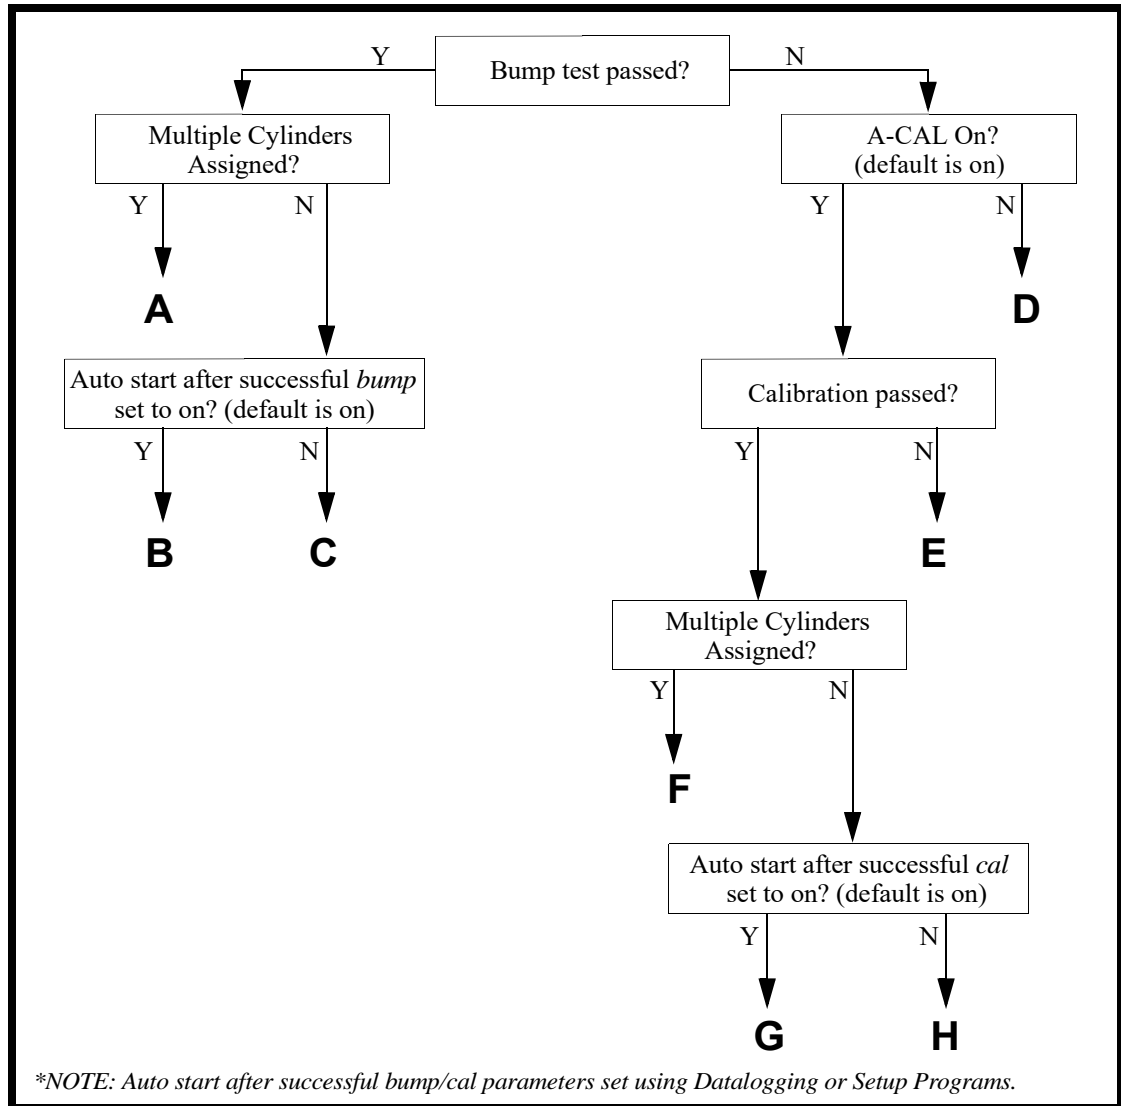 Y
Bump test passed?
N
Multiple Cylinders
Assigned?
A-CAL On?
(default is on)
Y
N
Y
N
A
D
Auto start after successful bump
set to on? (default is on)
Calibration passed?
Y
N
Y
N
B
C
E
Multiple Cylinders
Assigned?
Y
N
F
Auto start after successful cal
set to on? (default is on)
Y
N
G
H
*NOTE: Auto start after successful bump/cal parameters set using Datalogging or Setup Programs.